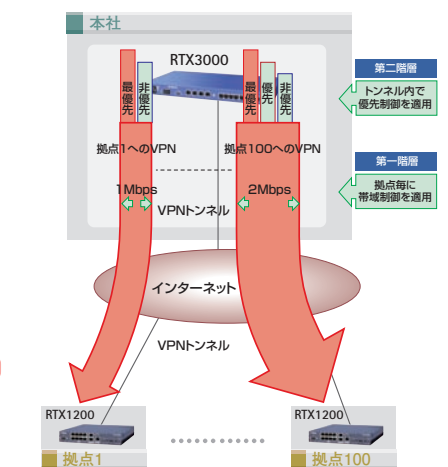 本社
RTX3000
最優先
非優先
最優先
優先
非優先
第二階層
トンネル内で
優先制御を適用
拠点1へのVPN
拠点100へのVPN
第一階層
拠点毎に
帯域制御を適用
1Mbps
2Mbps
VPNトンネル
インターネット
VPNトンネル
RTX1200
RTX1200
拠点1
拠点100